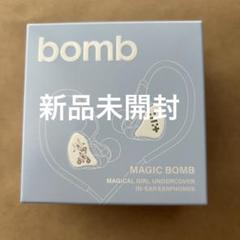 bomb
新品未開封
MAGIC BOMB
MAGICAL GIRL UNDERCOVER
IN-EAR EARPHONES